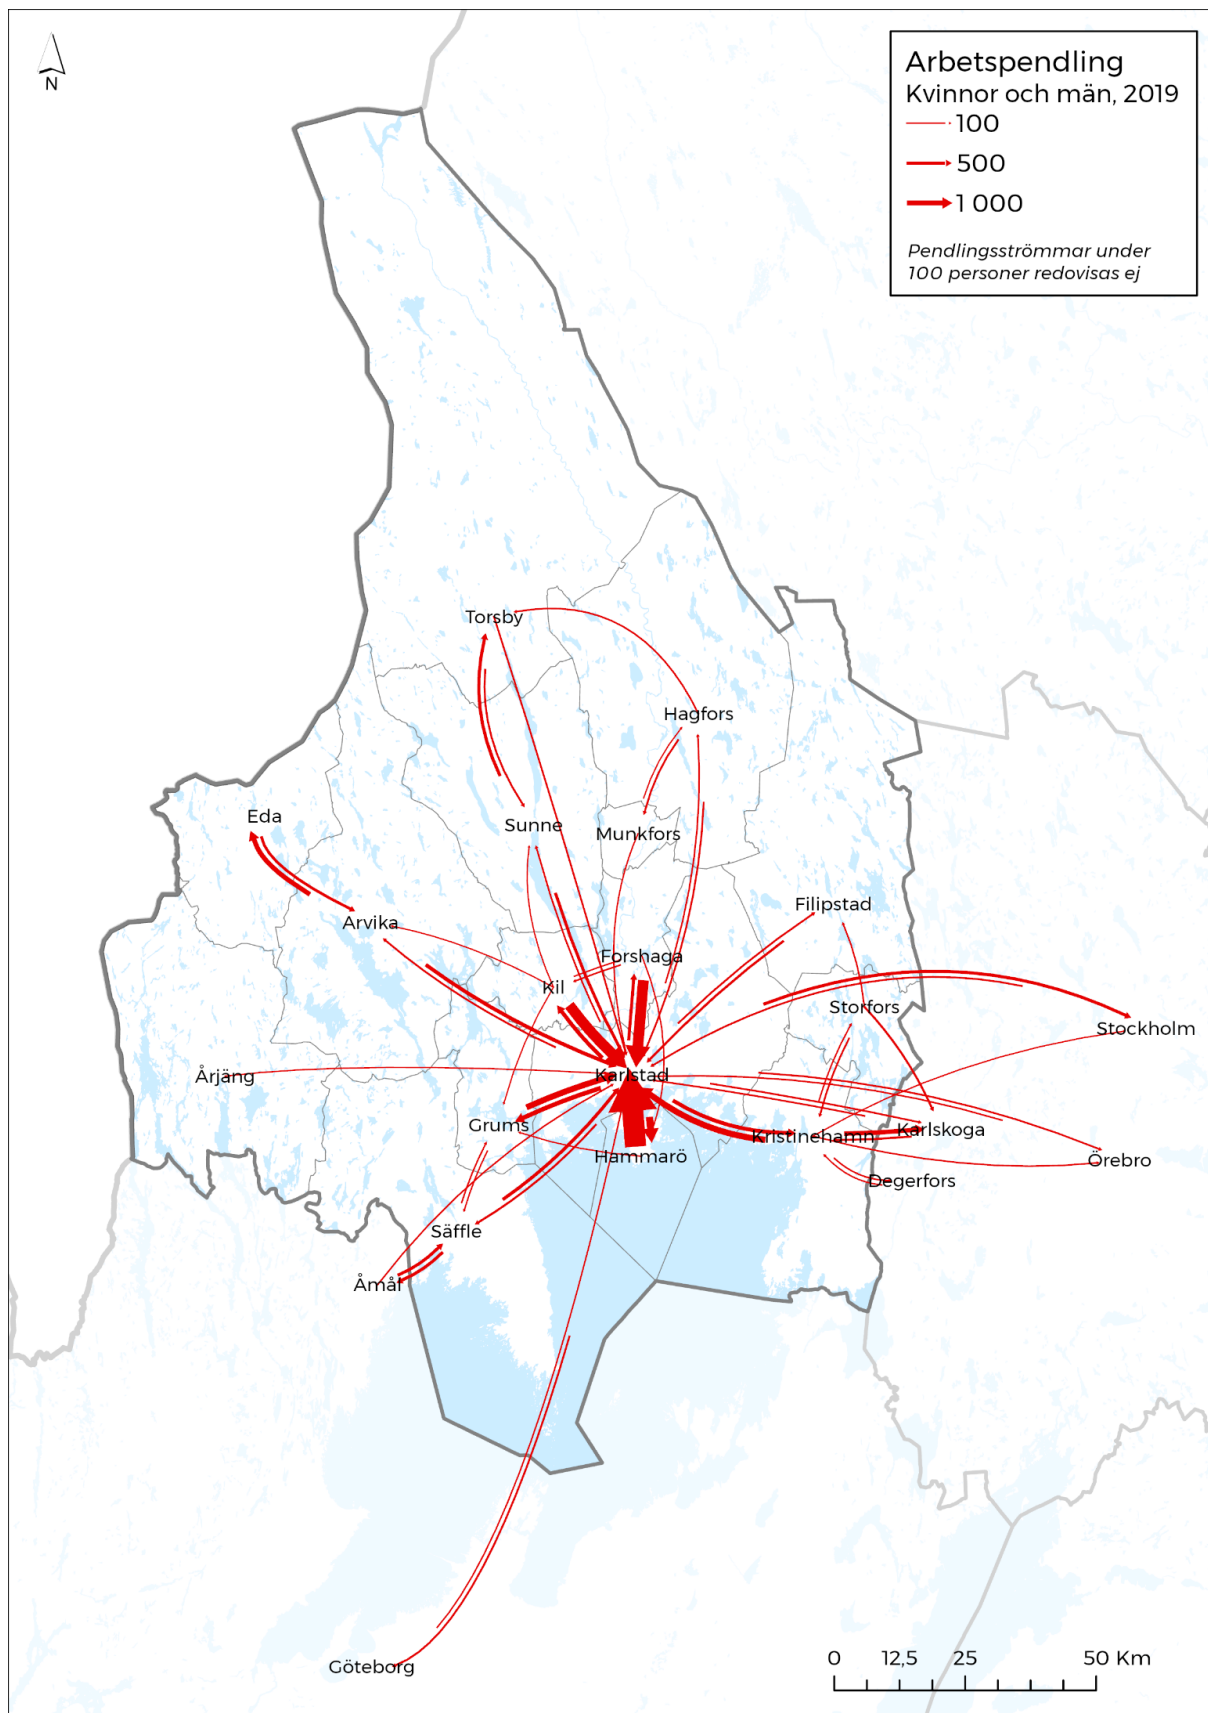 N
Arbetspendling
Kvinnor och män, 2019
100
500
1 000
Pendlingsströmmar under
100 personer redovisas ej
Torsby
Hagfors
Eda
Sunne
Munkfors
Filipstad
Arvika
Forshaga
Kil
Storfors
Stockholm
Årjäng
Karlstad
Grums
Kristinehamn
Karlskoga
Hammarö
Örebro
Degerfors
Säffle
Åmål
Göteborg
0 12,5 25 50 Km